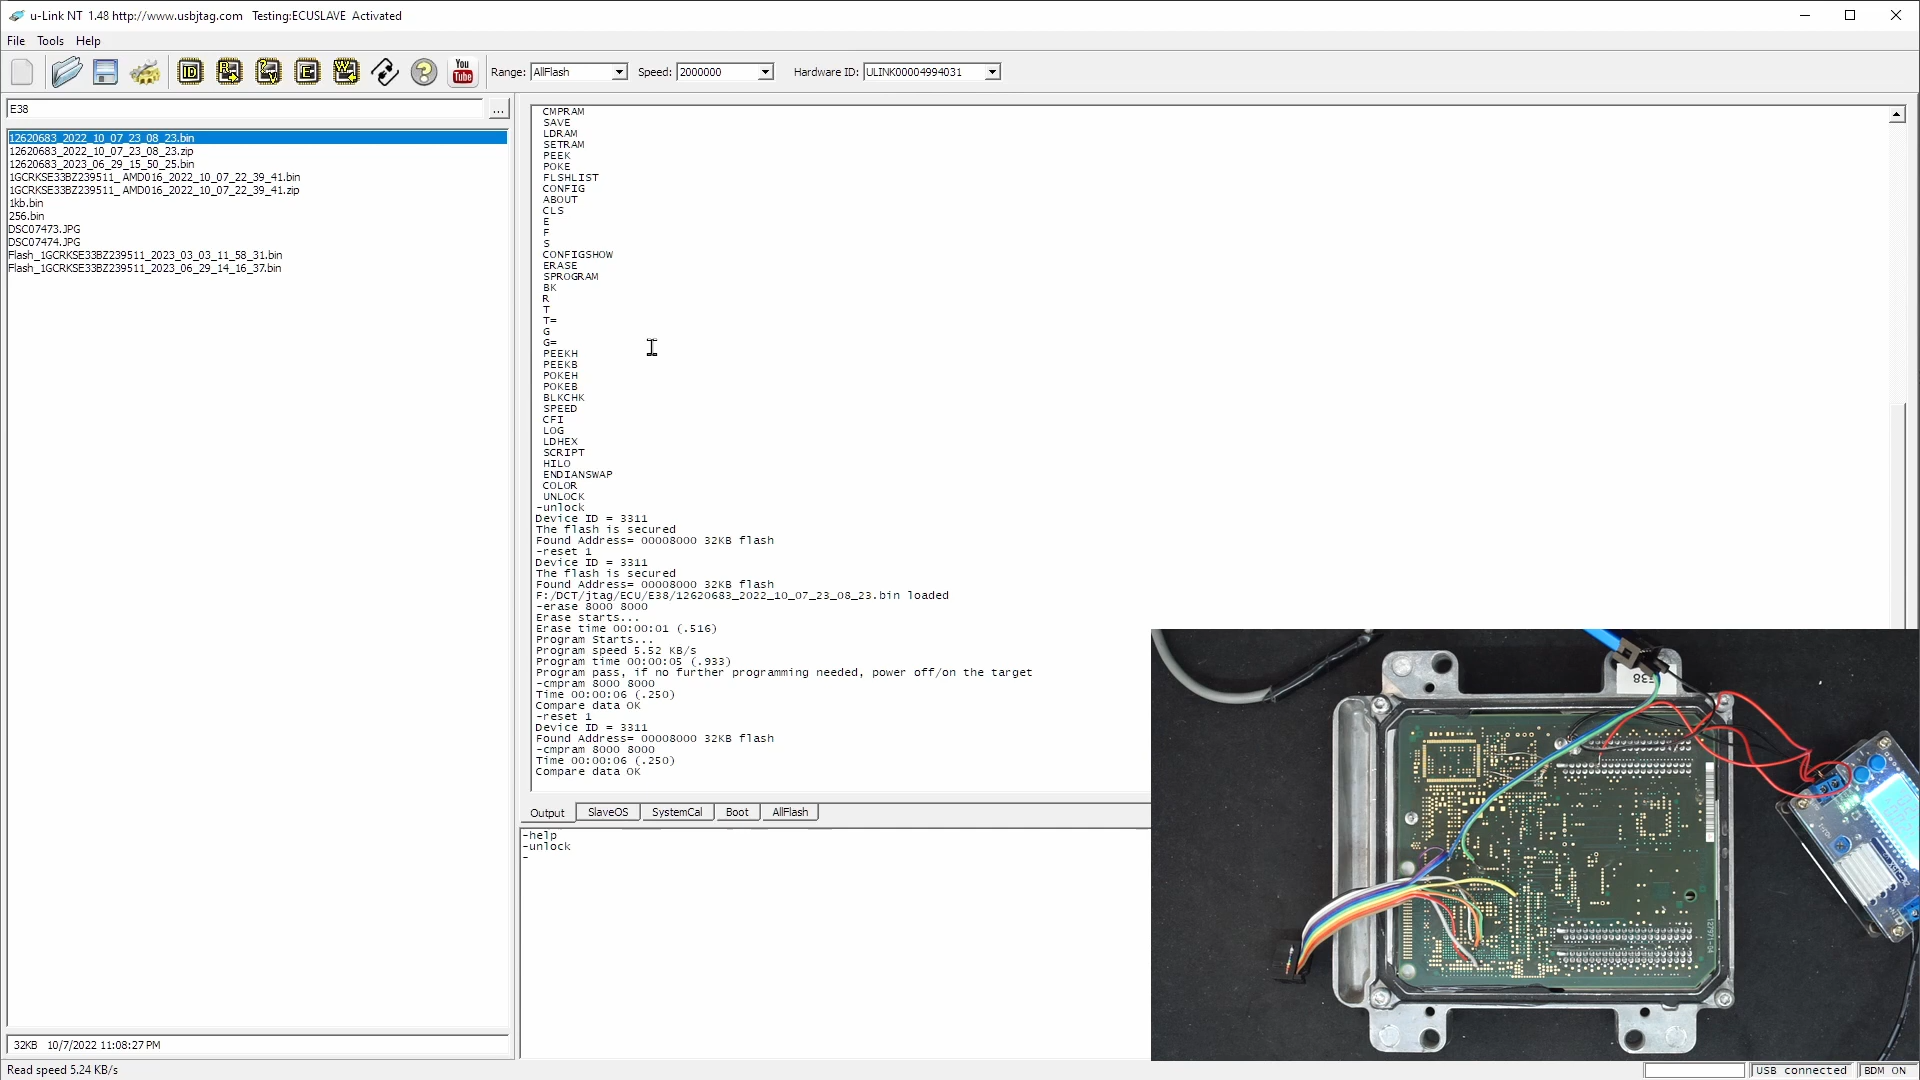 u-Link NT 1.48 http://www.usbjtag.com Testing:ECUSLAVE Activated
File Tools Help
ID
R
V
E
W
You
Tube
Range: AllFlash Speed: 2000000 Hardware ID: ULINK00004994031
E38
...
12620683_2022_10_07_23_08_23.bin
12620683_2022_10_07_23_08_23.zip
12620683_2023_06_29_15_50_25.bin
1GCRKSE33BZ239511_ AMD016_2022_10_07_22_39_41.bin
1GCRKSE33BZ239511_ AMD016_2022_10_07_22_39_41.zip
1kb.bin
256.bin
DSC07473.JPG
DSC07474.JPG
Flash_1GCRKSE33BZ239511_2023_03_03_11_58_31.bin
Flash_1GCRKSE33BZ239511_2023_06_29_14_16_37.bin
32KB 10/7/2022 11:08:27 PM
Read speed 5.24 KB/s
CMPRAM
SAVE
LDRAM
SETRAM
PEEK
POKE
FLSHLIST
CONFIG
ABOUT
CLS
E
F
S
CONFIGSHOW
ERASE
SPROGRAM
BK
R
T
T=
G
G=
PEEKH
PEEKB
POKEH
POKEB
BLKCHK
SPEED
CFI
LOG
LDHEX
SCRIPT
HILO
ENDIANSWAP
COLOR
UNLOCK
-unlock
Device ID = 3311
The flash is secured
Found Address= 00008000 32KB flash
-reset 1
Device ID = 3311
The flash is secured
Found Address= 00008000 32KB flash
F:/DCT/jtag/ECU/E38/12620683_2022_10_07_23_08_23.bin loaded
-erase 8000 8000
Erase starts...
Erase time 00:00:01 (.516)
Program Starts...
Program speed 5.52 KB/s
Program time 00:00:05 (.933)
Program pass, if no further programming needed, power off/on the target
-cmpram 8000 8000
Time 00:00:06 (.250)
Compare data OK
-reset 1
Device ID = 3311
Found Address= 00008000 32KB flash
-cmpram 8000 8000
Time 00:00:06 (.250)
Compare data OK
Output SlaveOS SystemCal Boot AllFlash
-help
-unlock
-
E38
12971-04
USB connected BDM ON